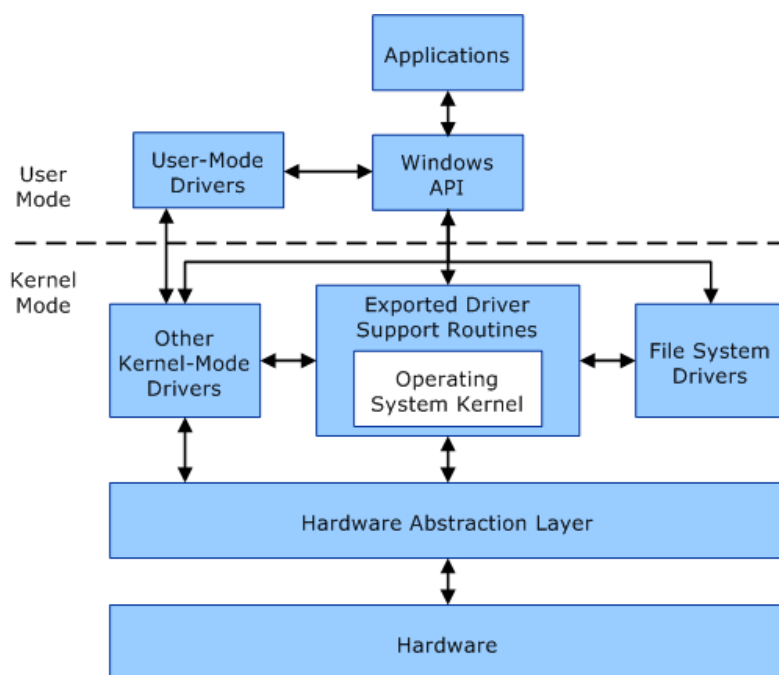 Applications
User-Mode
Drivers
Windows
API
User
Mode
Kernel
Mode
Other
Kernel-Mode
Drivers
Exported Driver
Support Routines
Operating
System Kernel
File System
Drivers
Hardware Abstraction Layer
Hardware